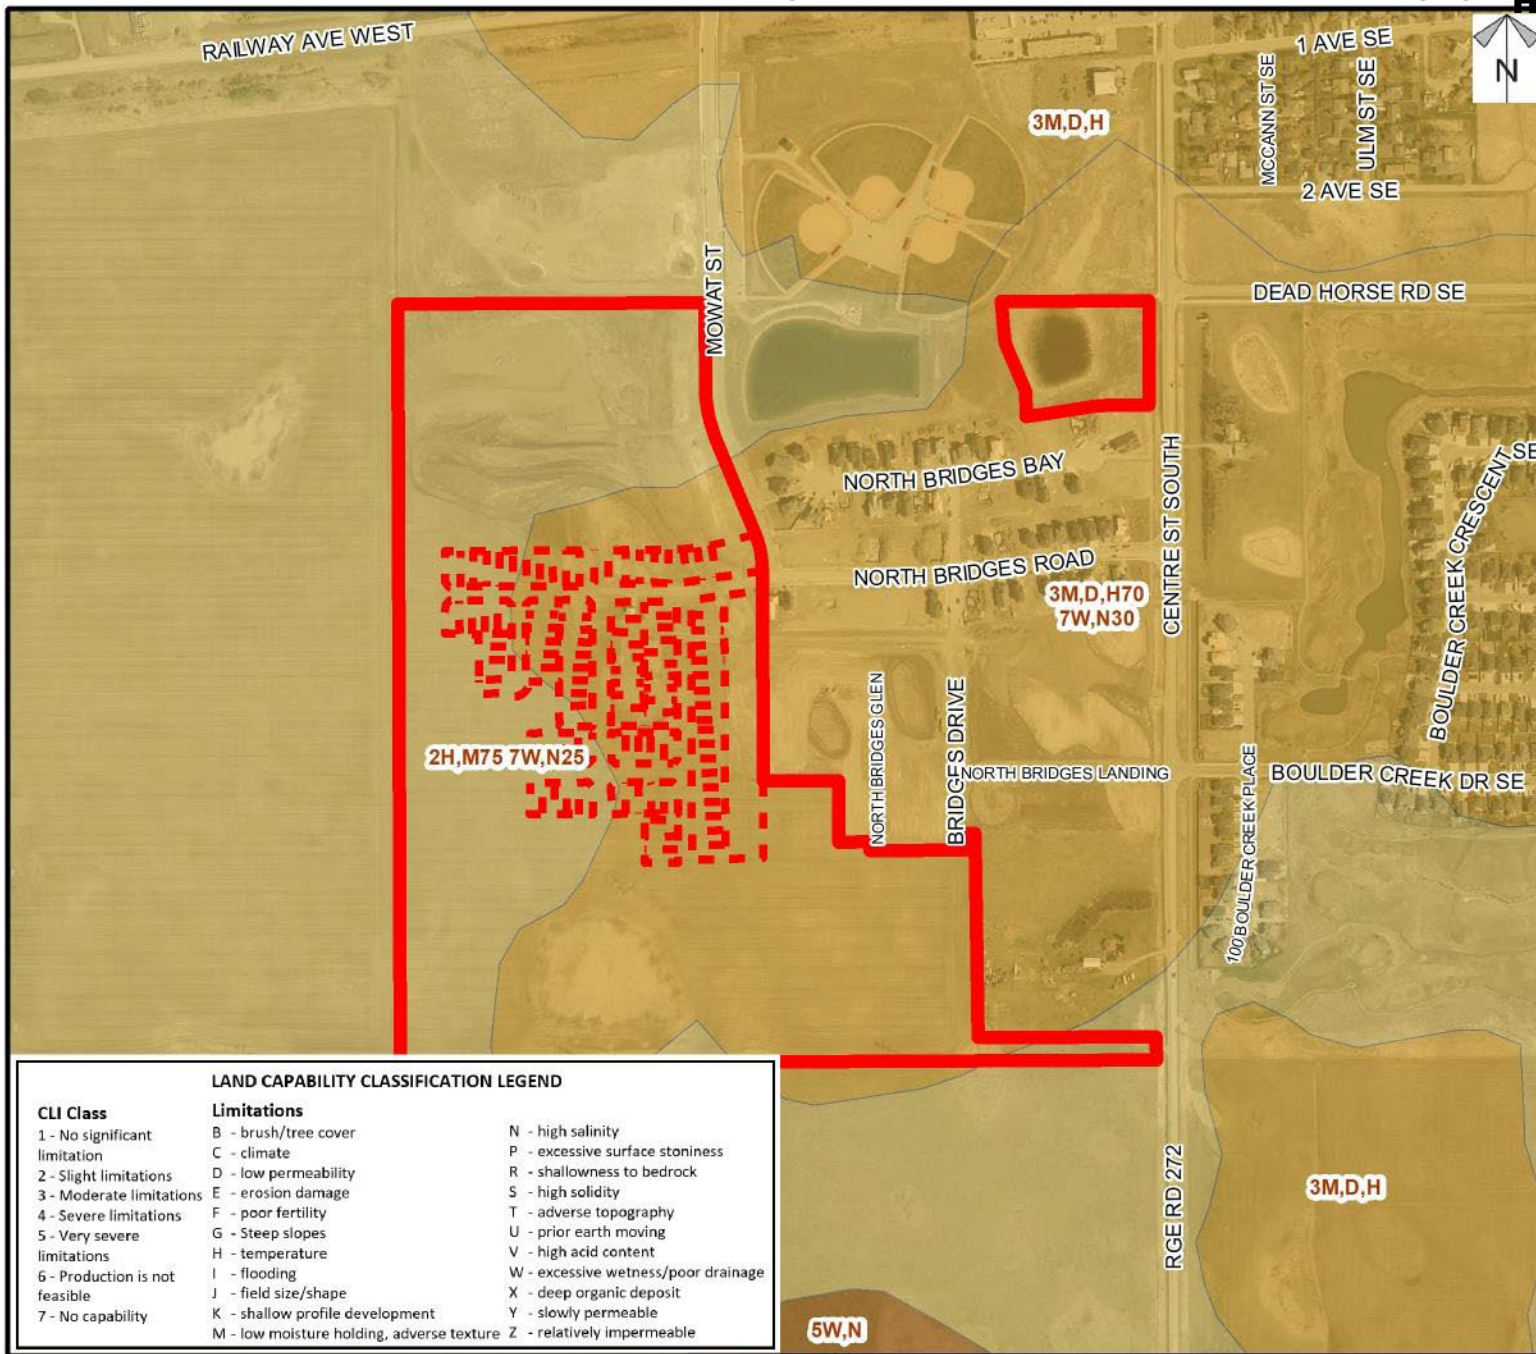 RAILWAY AVE WEST
1 AVE SE
N
MCCANN ST SE
ULM ST SE
3M,D,H
2 AVE SE
MOWAT ST
DEAD HORSE RD SE
NORTH BRIDGES BAY
CENTRE ST SOUTH
BOULDER CREEK CRESCENT SE
NORTH BRIDGES ROAD
3M,D,H70
7W,N30
NORTH BRIDGES GLEN
BRIDGES DRIVE
2H,M75 7W,N25
NORTH BRIDGES LANDING
BOULDER CREEK DR SE
100 BOULDER CREEK PLACE
LAND CAPABILITY CLASSIFICATION LEGEND
CLI Class
1 - No significant
limitation
2 - Slight limitations
3 - Moderate limitations
4 - Severe limitations
5 - Very severe
limitations
6 - Production is not
feasible
7 - No capability
Limitations
B - brush/tree cover
C - climate
D - low permeability
E - erosion damage
F - poor fertility
G - Steep slopes
H - temperature
I - flooding
J - field size/shape
K - shallow profile development
M - low moisture holding, adverse texture
N - high salinity
P - excessive surface stoniness
R - shallowness to bedrock
S - high solidity
T - adverse topography
U - prior earth moving
V - high acid content
W - excessive wetness/poor drainage
X - deep organic deposit
Y - slowly permeable
Z - relatively impermeable
RGE RD 272
3M,D,H
5W,N